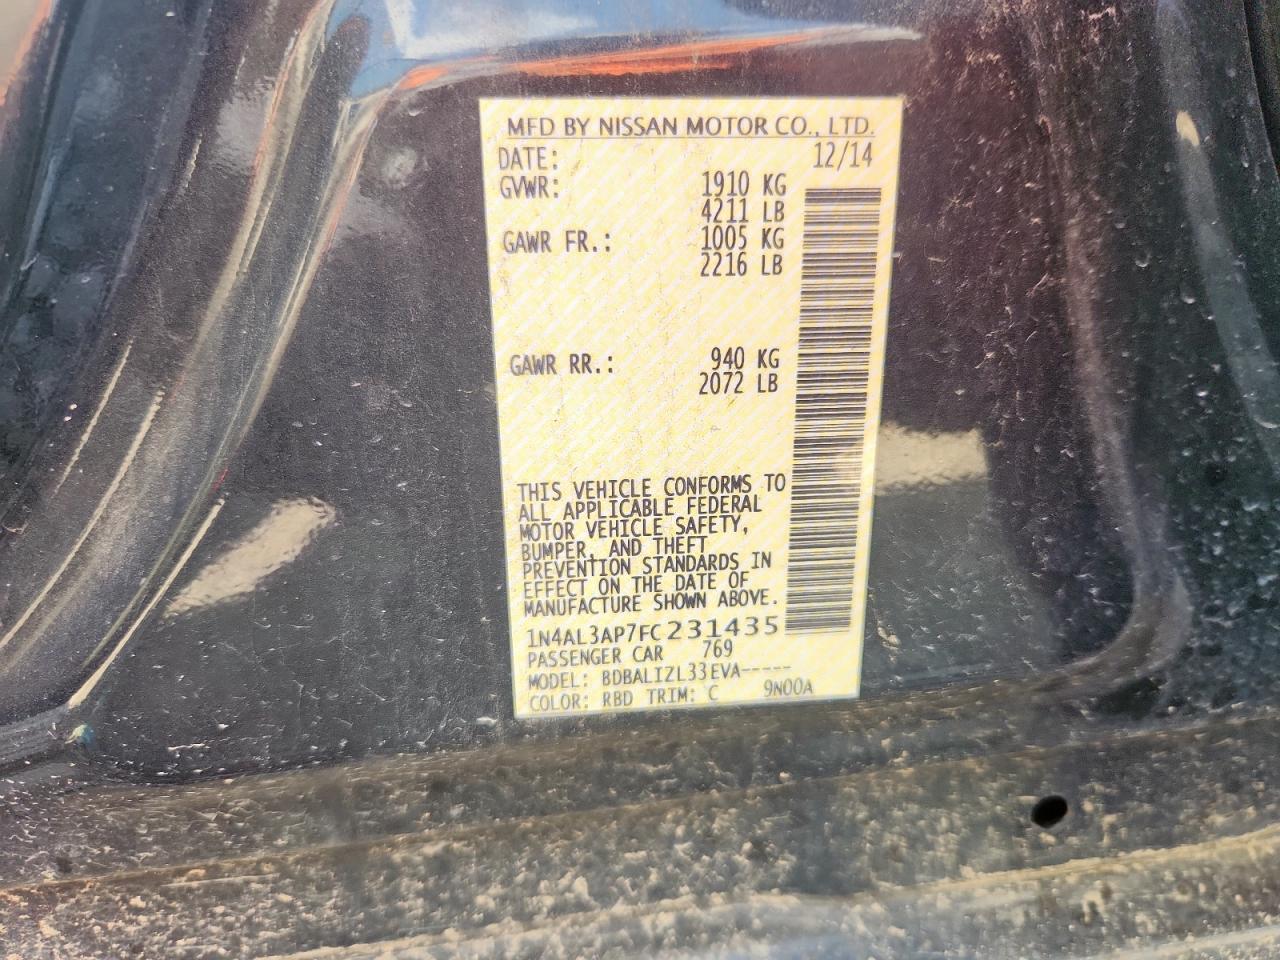 MFD BY NISSAN MOTOR CO., LTD.
DATE: 12/14
GVWR: 1910 KG
4211 LB
GAWR FR.: 1005 KG
2216 LB
GAWR RR.: 940 KG
2072 LB
THIS VEHICLE CONFORMS TO
ALL APPLICABLE FEDERAL
MOTOR VEHICLE SAFETY,
BUMPER, AND THEFT
PREVENTION STANDARDS IN
EFFECT ON THE DATE OF
MANUFACTURE SHOWN ABOVE.
1N4AL3AP7FC231435
PASSENGER CAR 769
MODEL: BDBALIZL33EVA-----
COLOR: RBD TRIM: C 9N00A